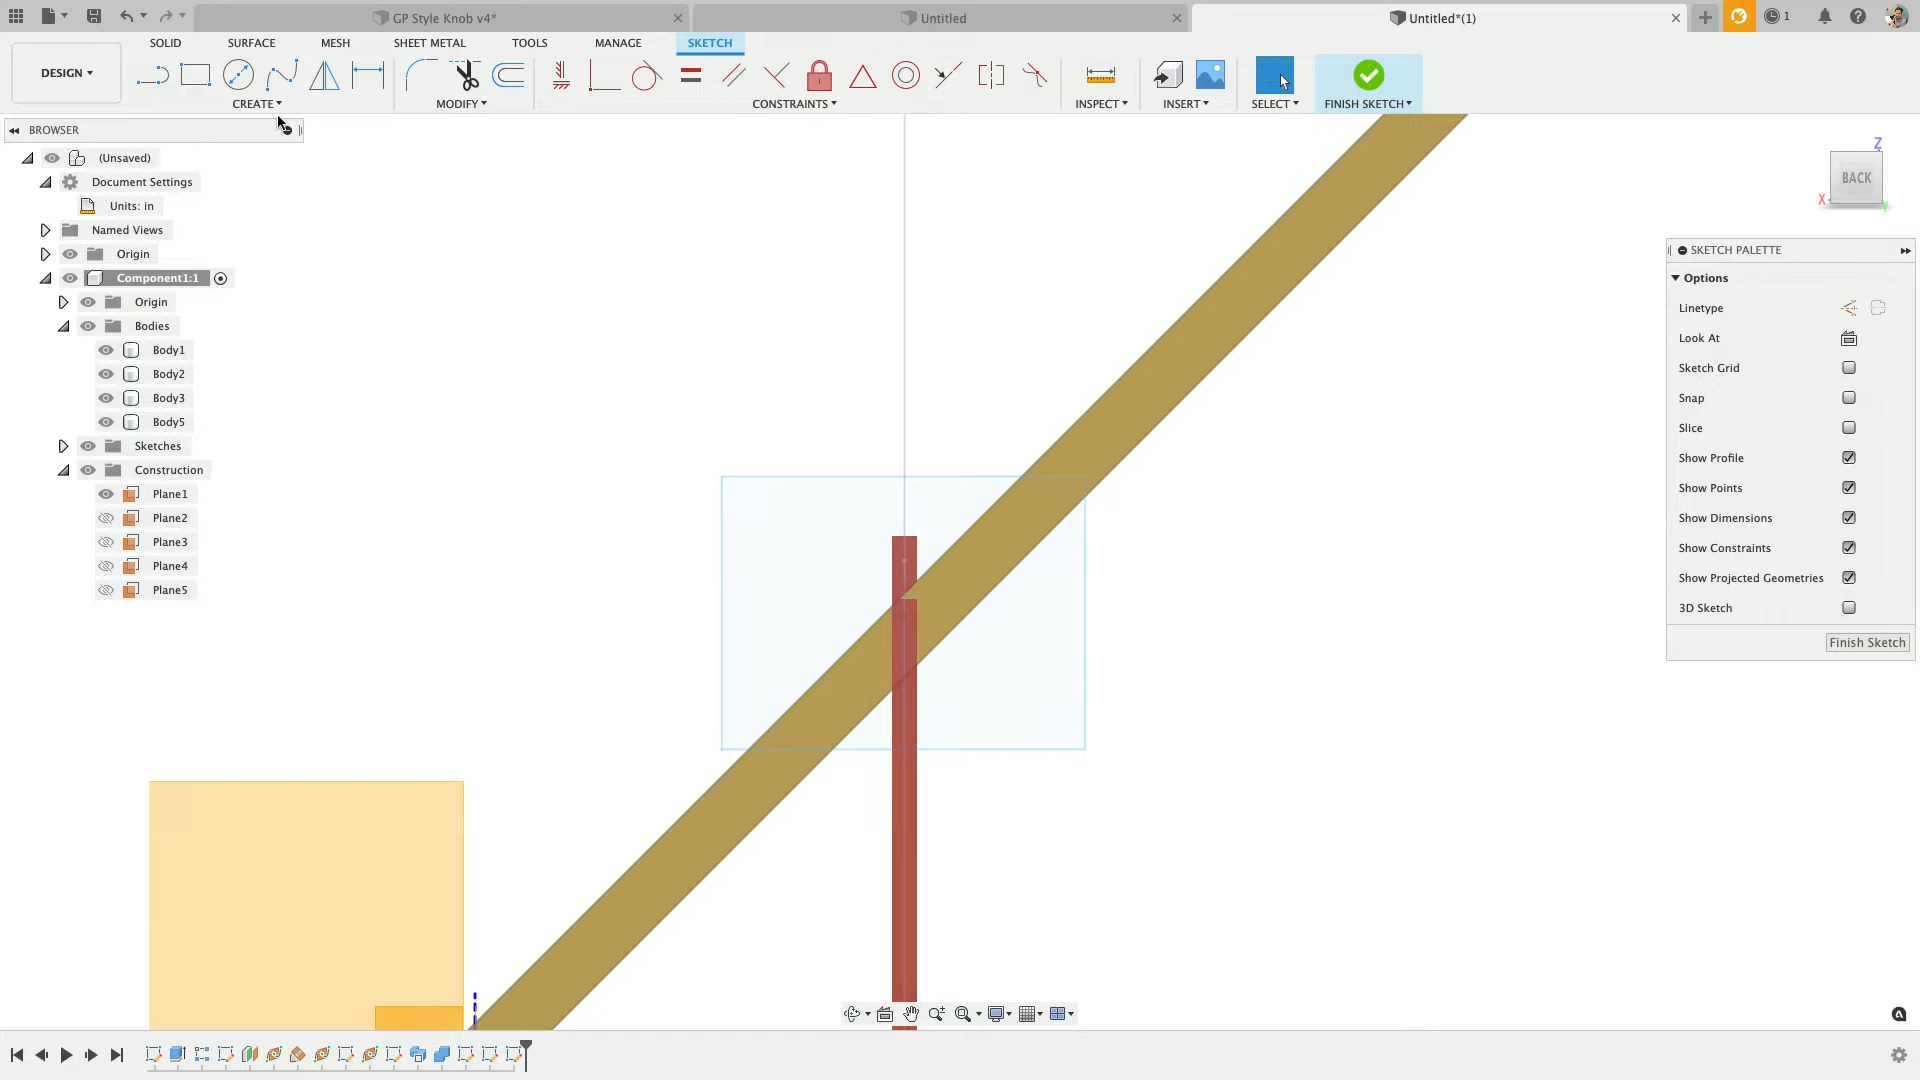 GP Style Knob v4*
Untitled
Untitled*(1)
1
DESIGN
SOLID
SURFACE
MESH
SHEET METAL
TOOLS
MANAGE
SKETCH
CREATE
MODIFY
CONSTRAINTS
INSPECT
INSERT
SELECT
FINISH SKETCH
BROWSER
(Unsaved)
Document Settings
Units: in
Named Views
Origin
Component1:1
Origin
Bodies
Body1
Body2
Body3
Body5
Sketches
Construction
Plane1
Plane2
Plane3
Plane4
Plane5
Z
BACK
X
Y
SKETCH PALETTE
Options
Linetype
Look At
Sketch Grid
Snap
Slice
Show Profile
Show Points
Show Dimensions
Show Constraints
Show Projected Geometries
3D Sketch
Finish Sketch